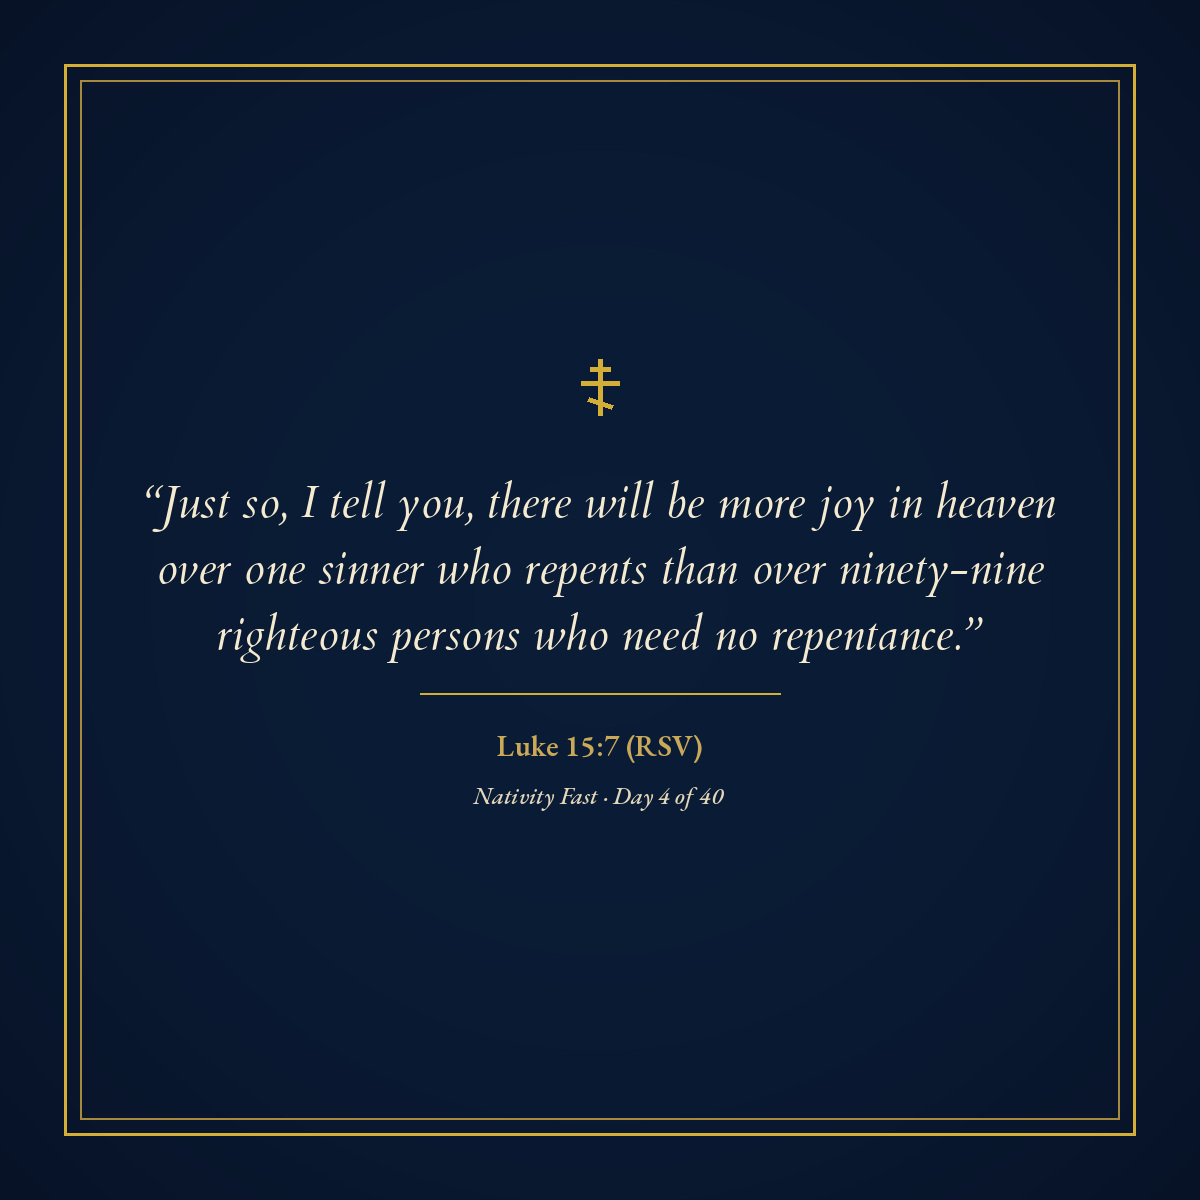 “Just so, I tell you, there will be more joy in heaven
over one sinner who repents than over ninety-nine
righteous persons who need no repentance.”
Luke 15:7 (RSV)
Nativity Fast · Day 4 of 40